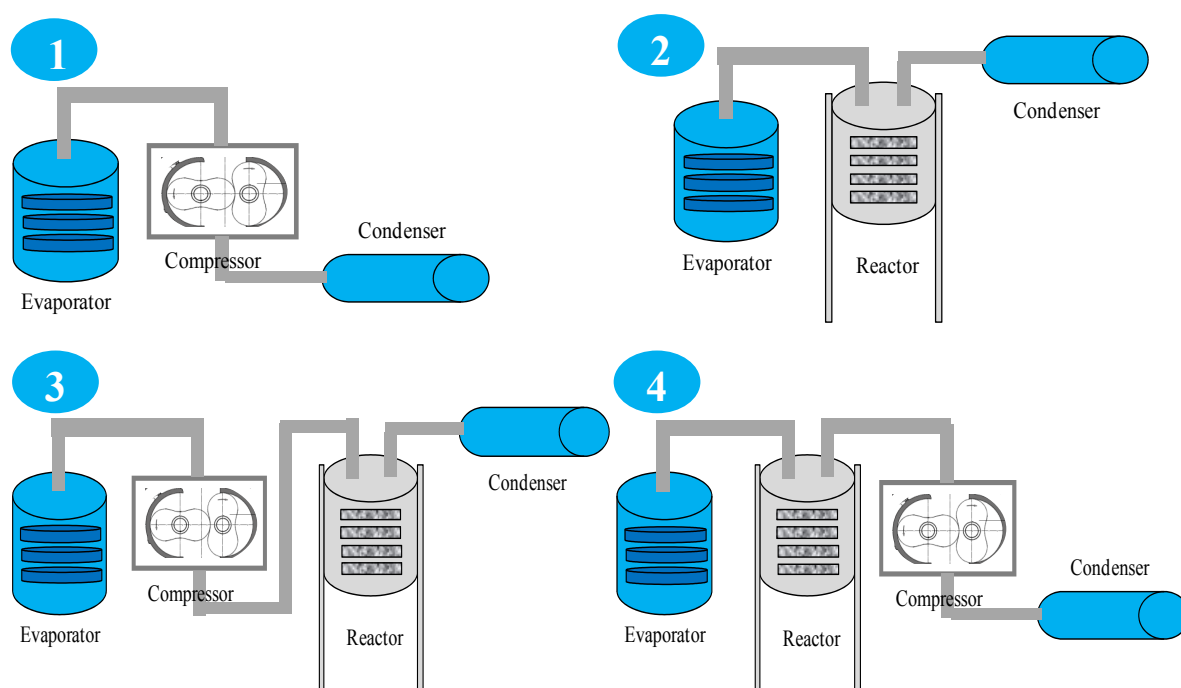 1
Evaporator
Compressor
Condenser
2
Evaporator
Reactor
Condenser
3
Evaporator
Compressor
Reactor
Condenser
4
Evaporator
Reactor
Compressor
Condenser